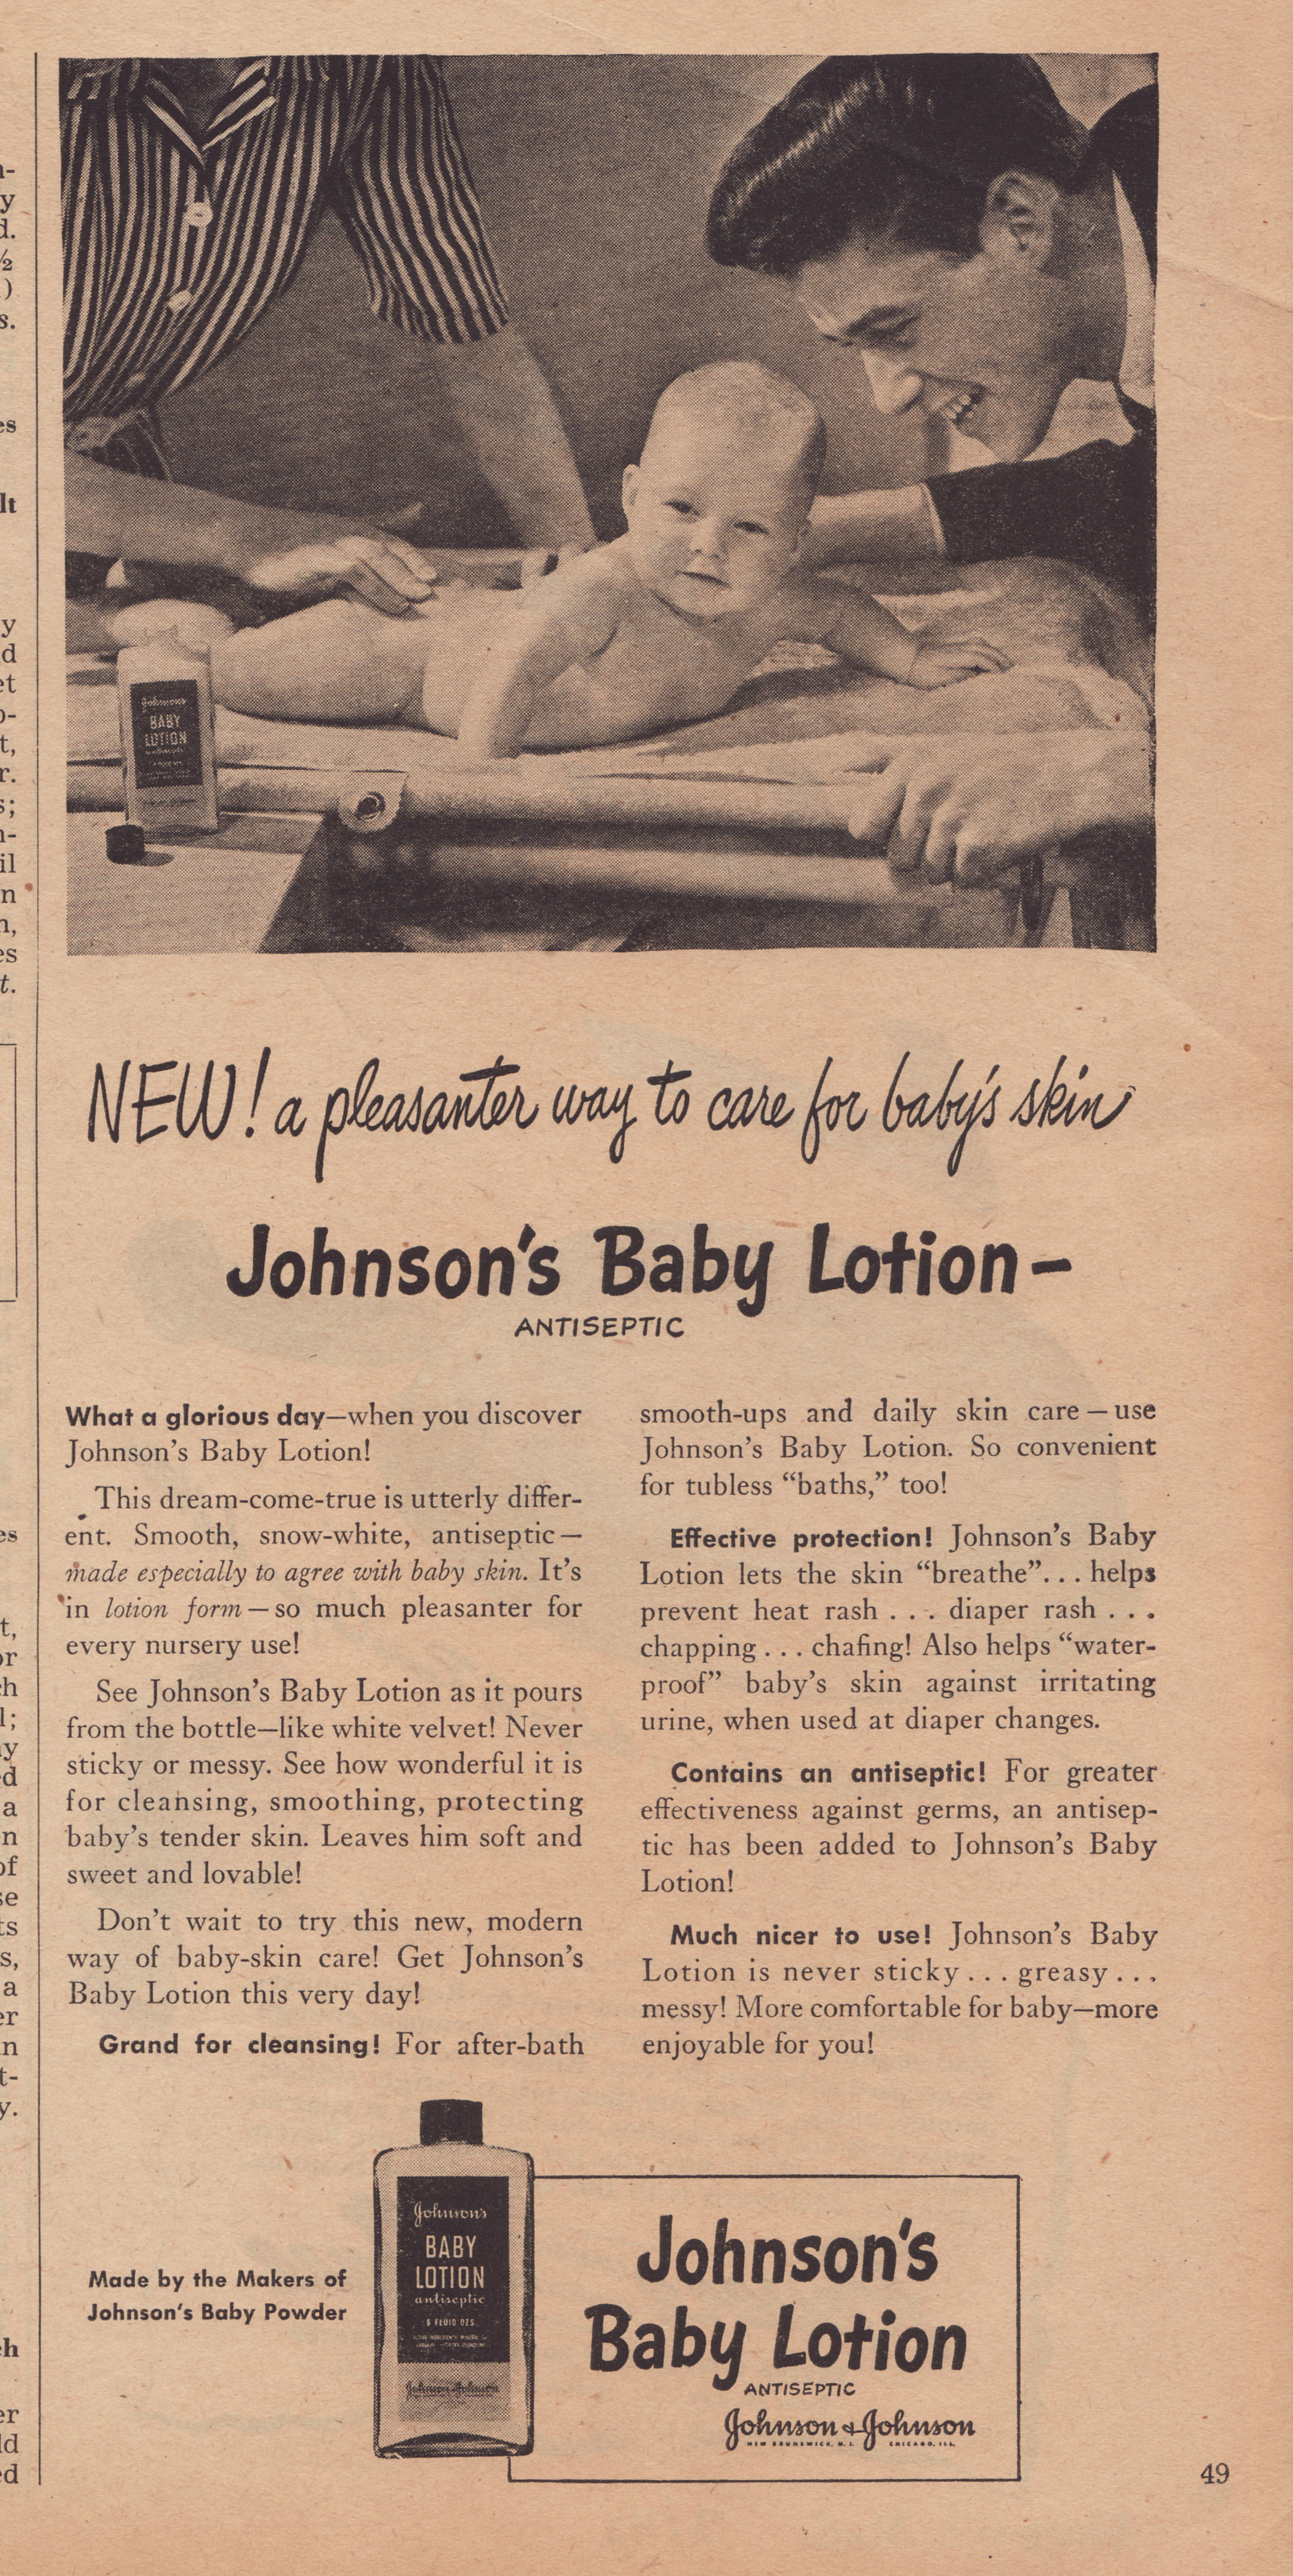 Johnson's
BABY
LOTION
NEW! a pleasanter way to care for baby's skin
Johnson's Baby Lotion–
ANTISEPTIC
What a glorious day—when you discover
Johnson's Baby Lotion!
This dream-come-true is utterly differ-
ent. Smooth, snow-white, antiseptic—
made especially to agree with baby skin. It's
in lotion form—so much pleasanter for
every nursery use!
See Johnson's Baby Lotion as it pours
from the bottle—like white velvet! Never
sticky or messy. See how wonderful it is
for cleansing, smoothing, protecting
baby's tender skin. Leaves him soft and
sweet and lovable!
Don't wait to try this new, modern
way of baby-skin care! Get Johnson's
Baby Lotion this very day!
Grand for cleansing! For after-bath
smooth-ups and daily skin care—use
Johnson's Baby Lotion. So convenient
for tubless “baths,” too!
Effective protection! Johnson's Baby
Lotion lets the skin “breathe”... helps
prevent heat rash . . . diaper rash . . .
chapping . . . chafing! Also helps “water-
proof” baby's skin against irritating
urine, when used at diaper changes.
Contains an antiseptic! For greater
effectiveness against germs, an antisep-
tic has been added to Johnson's Baby
Lotion!
Much nicer to use! Johnson's Baby
Lotion is never sticky . . . greasy . . .
messy! More comfortable for baby—more
enjoyable for you!
Made by the Makers of
Johnson's Baby Powder
Johnson's
BABY
LOTION
antiseptic
6 FLUID OZS.
Johnson & Johnson
Johnson's
Baby Lotion
ANTISEPTIC
Johnson & Johnson
NEW BRUNSWICK, N. J. CHICAGO, ILL.
49